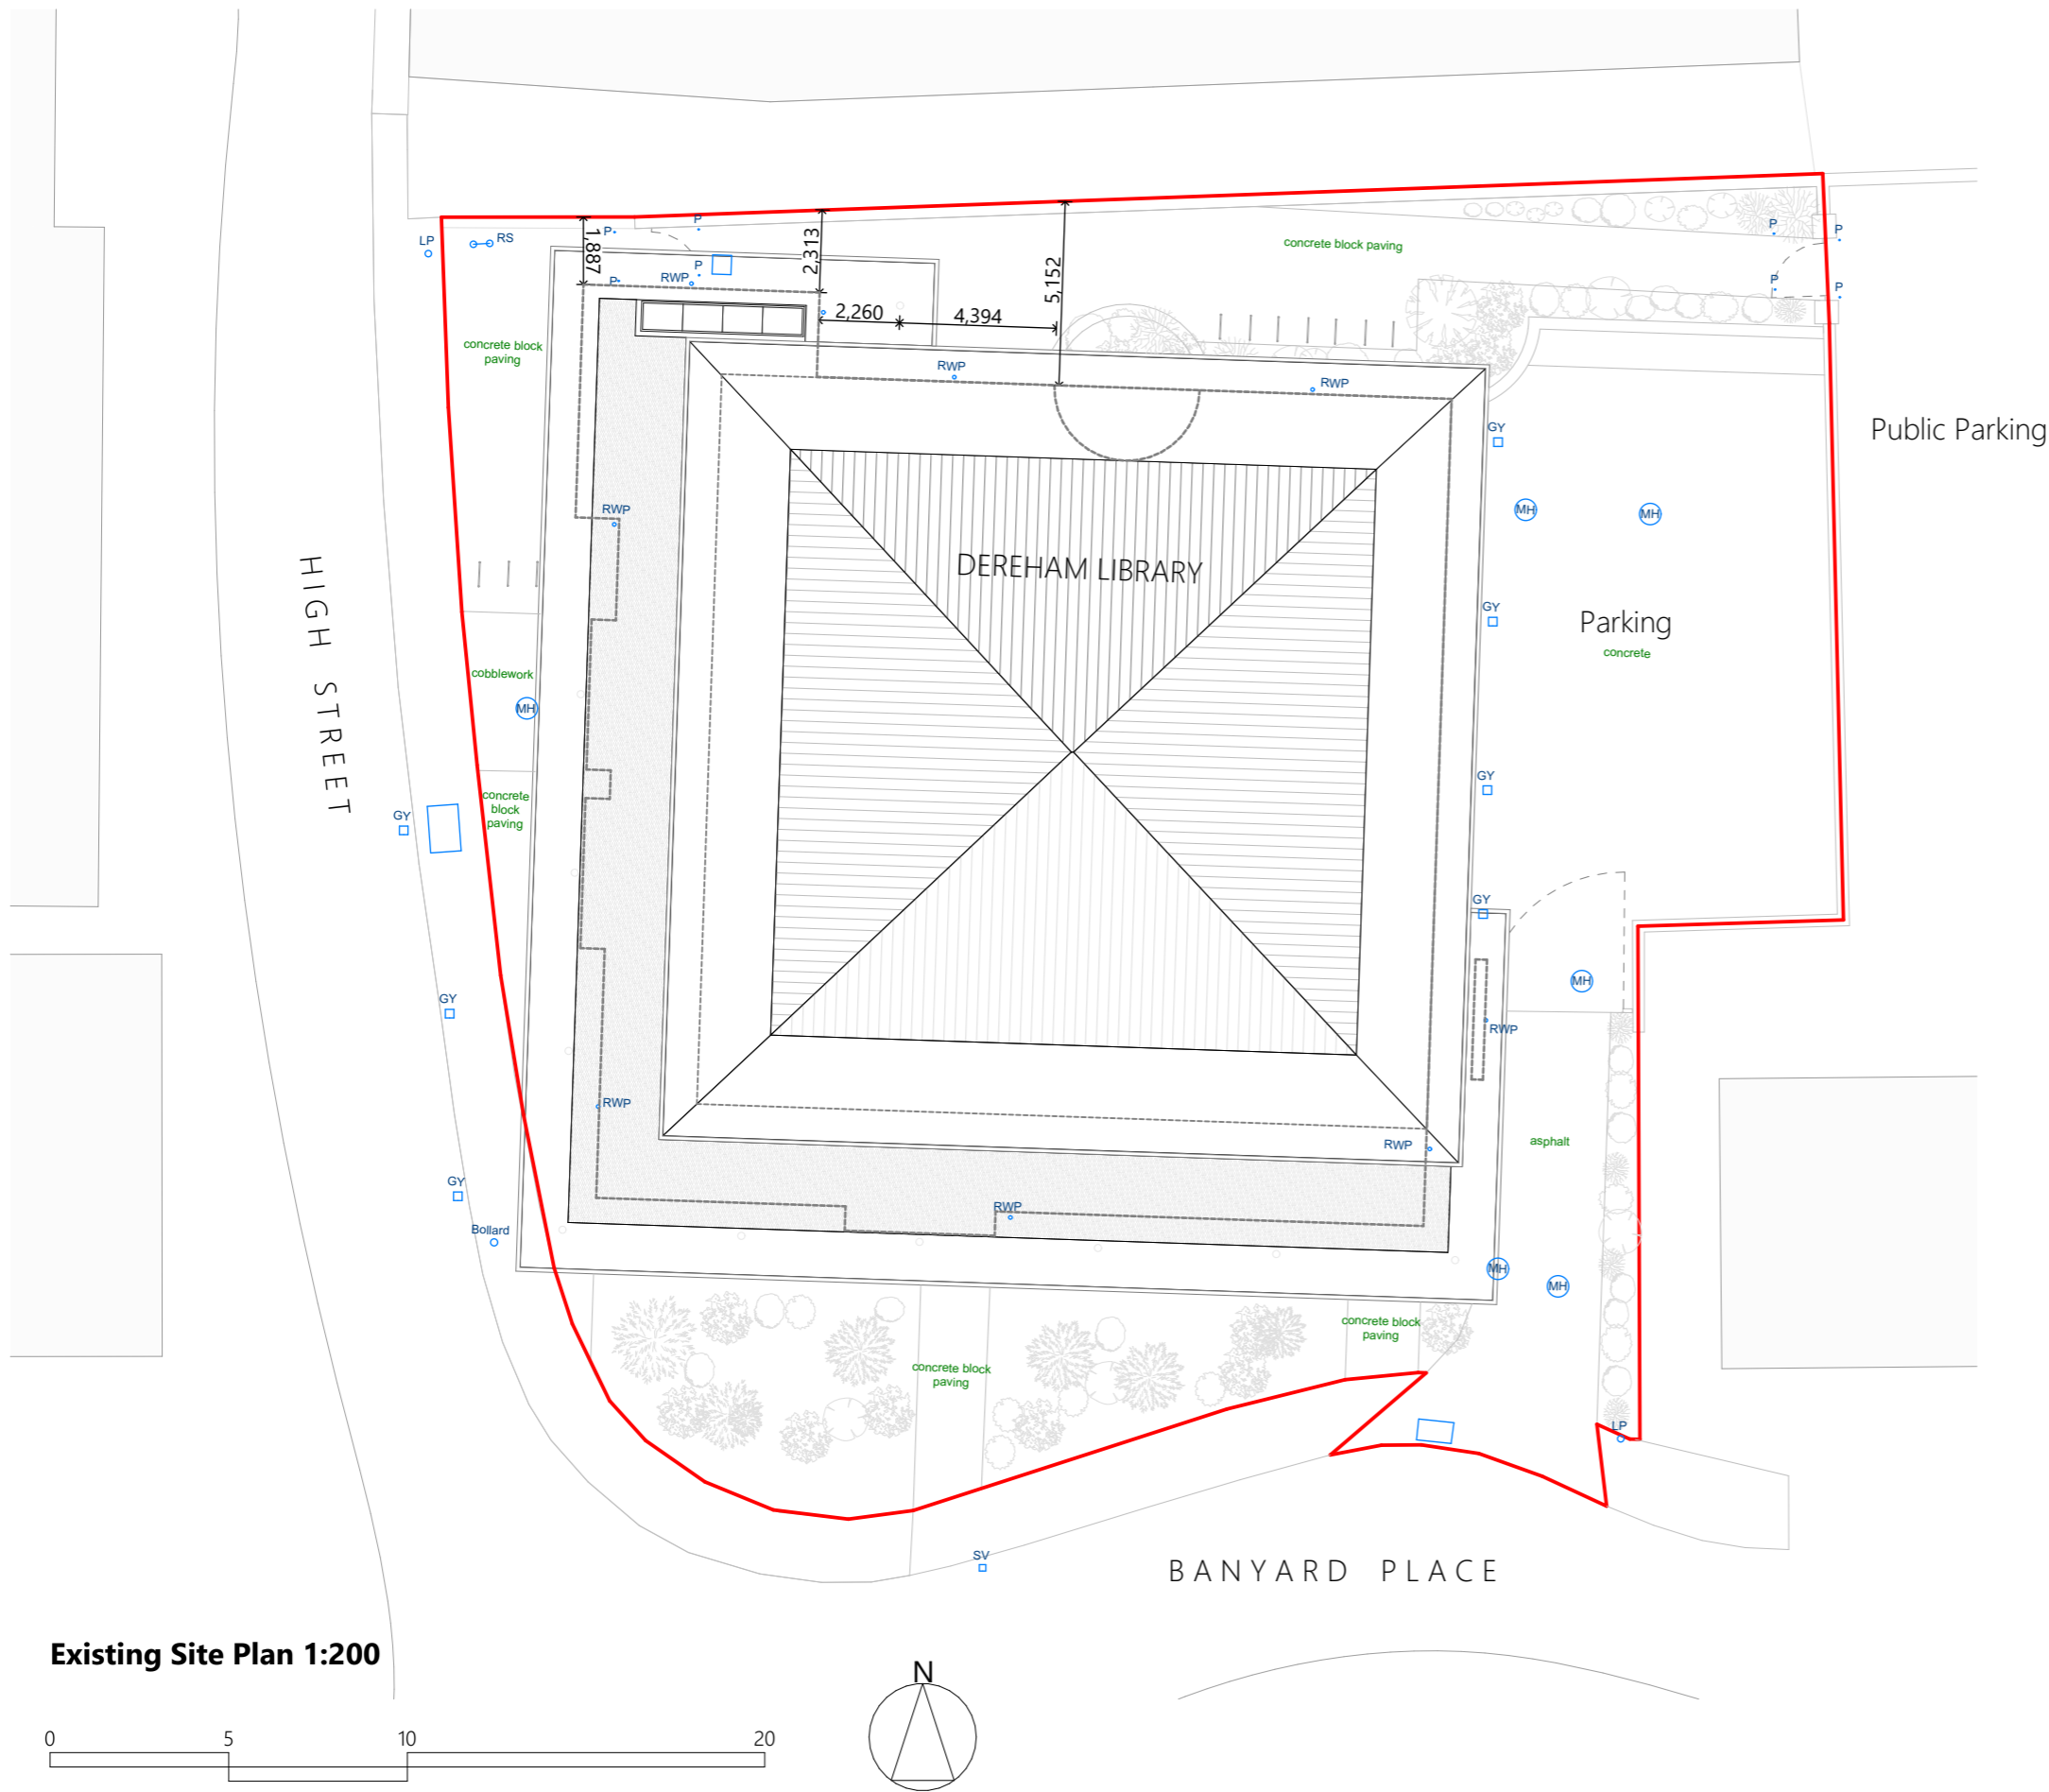 P
P
P
P
LP
RS
1,887
2,313
5,152
concrete block paving
P
P
RWP
P
P
2,260
4,394
concrete block
paving
RWP
RWP
GY
Public Parking
RWP
MH
MH
DEREHAM LIBRARY
HIGH STREET
GY
Parking
concrete
cobblework
MH
GY
concrete
block
paving
GY
GY
MH
GY
RWP
RWP
asphalt
RWP
GY
RWP
Bollard
MH
MH
concrete block
paving
concrete block
paving
LP
SV
BANYARD PLACE
Existing Site Plan 1:200
N
0
5
10
20